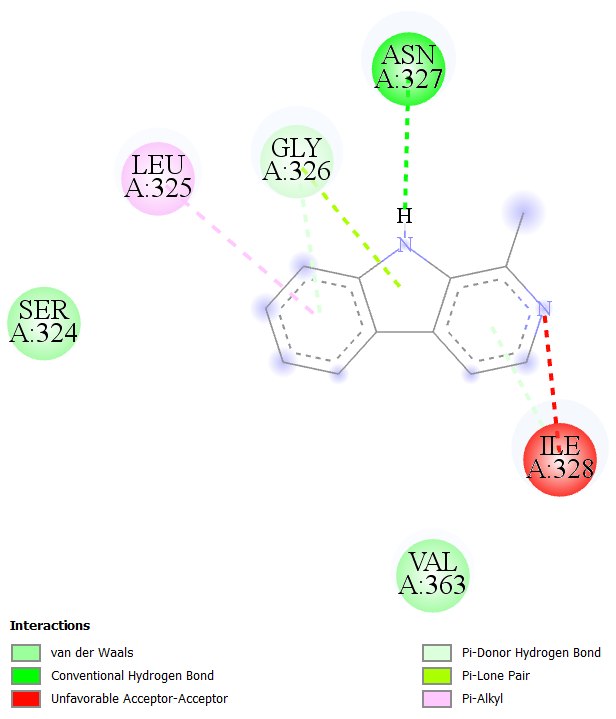 ASN
A:327
GLY
A:326
LEU
A:325
H
N
N
SER
A:324
ILE
A:328
VAL
A:363
Interactions
van der Waals
Conventional Hydrogen Bond
Unfavorable Acceptor-Acceptor
Pi-Donor Hydrogen Bond
Pi-Lone Pair
Pi-Alkyl